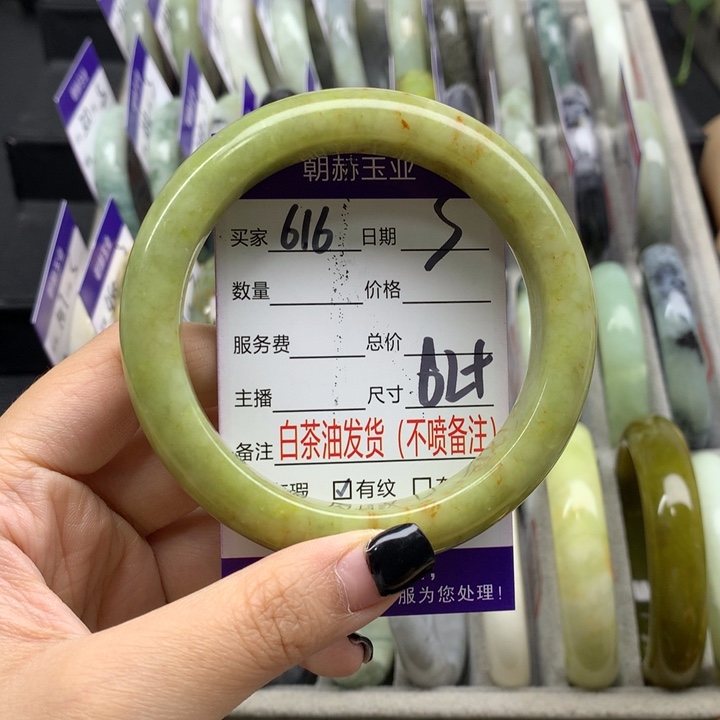 朝赫玉业
买家 616 日期 5
数量 价格
服务费 总价
主播 尺寸
备注 白茶油发货（不喷备注）
瑕 ☑有纹 □
服为您处理！